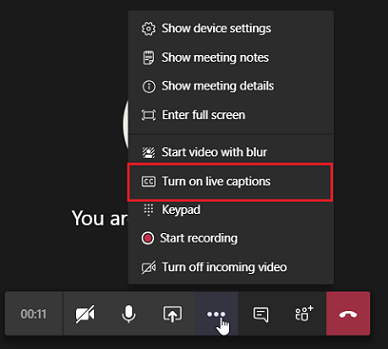 Show device settings
Show meeting notes
Show meeting details
Enter full screen
Start video with blur
CC Turn on live captions
Keypad
Start recording
Turn off incoming video
You ar
00:11